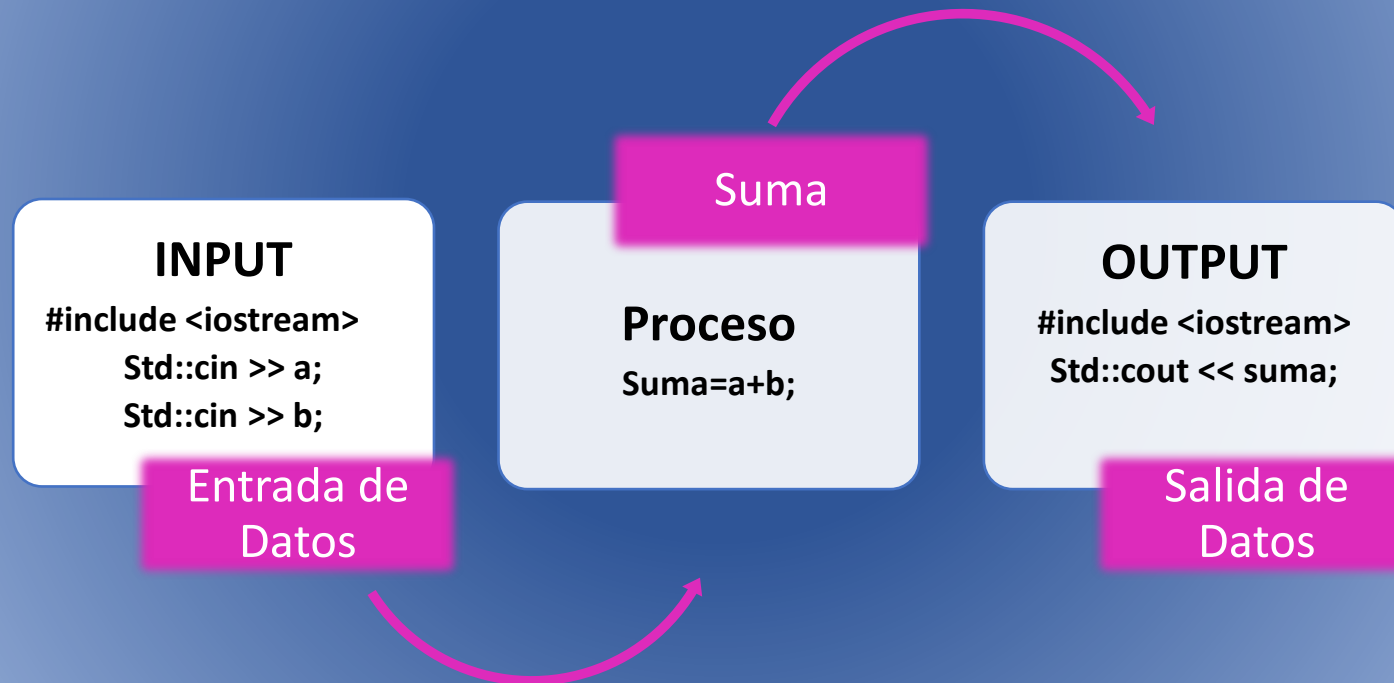 INPUT
#include <iostream>
Std::cin >> a;
Std::cin >> b;
Entrada de
Datos
Suma
Proceso
Suma=a+b;
OUTPUT
#include <iostream>
Std::cout << suma;
Salida de
Datos